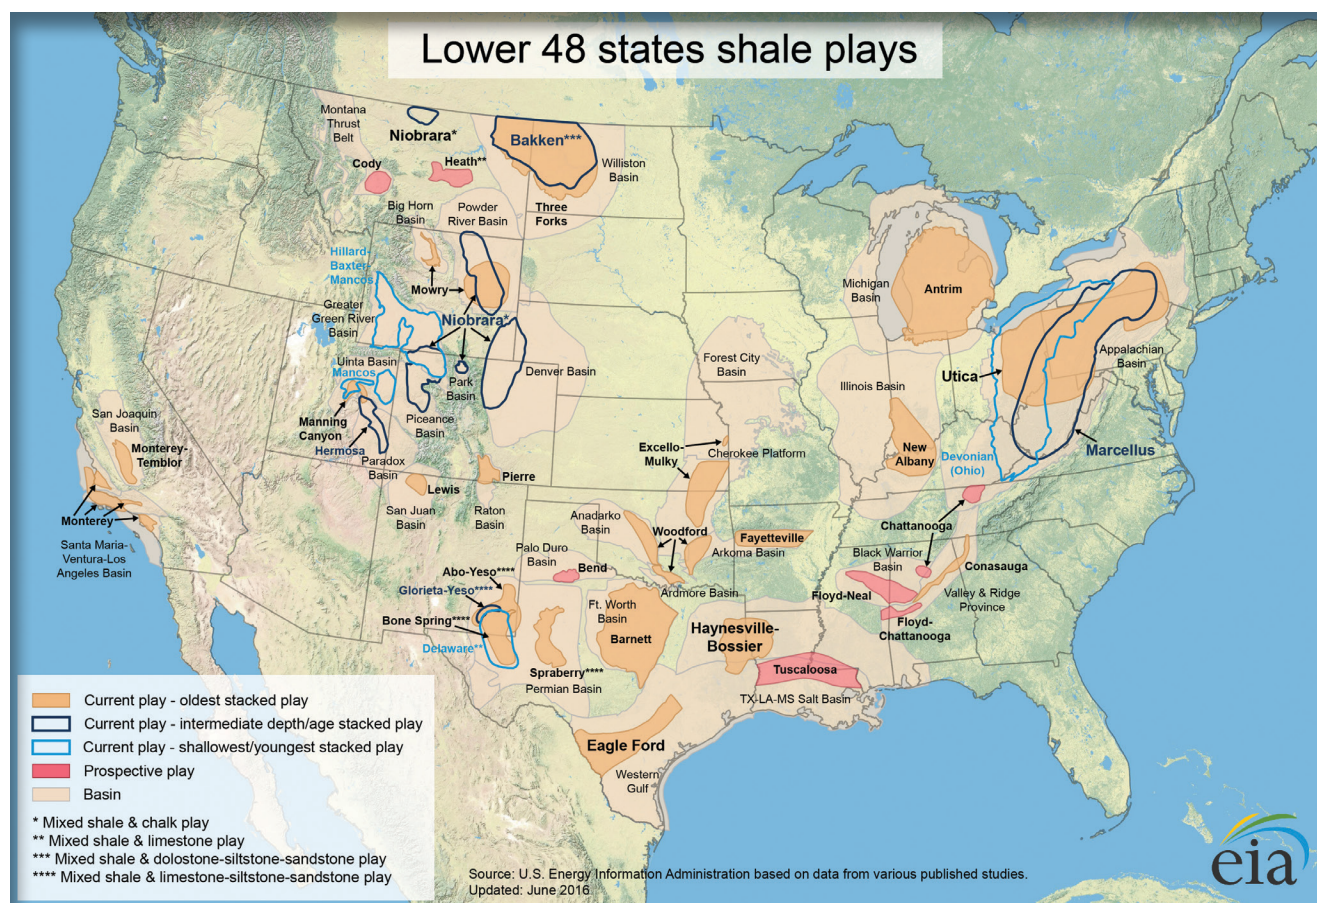 Lower 48 states shale plays
Montana
Thrust
Belt
Niobrara*
Bakken***
Cody
Heath**
Williston
Basin
Big Horn
Basin
Powder
River Basin
Three
Forks
Hillard-
Baxter-
Mancos
Mowry
Michigan
Basin
Antrim
Greater
Green River
Basin
Niobrara*
Appalachian
Basin
Uinta Basin
Mancos
Park
Basin
Denver Basin
Forest City
Basin
Illinois Basin
Utica
Manning
Canyon
Piceance
Basin
San Joaquin
Basin
Monterey-
Temblor
Hermosa
Paradox
Basin
Excello-
Mulky
Cherokee Platform
New
Albany
Devonian
(Ohio)
Marcellus
Lewis
Pierre
San Juan
Basin
Raton
Basin
Monterey
Santa Maria-
Ventura-Los
Angeles Basin
Anadarko
Basin
Woodford
Fayetteville
Arkoma Basin
Chattanooga
Palo Duro
Basin
Bend
Black Warrior
Basin
Conasauga
Abo-Yeso****
Glorieta-Yeso****
Ardmore Basin
Floyd-Neal
Valley & Ridge
Province
Bone Spring****
Ft. Worth
Basin
Barnett
Haynesville-
Bossier
Floyd-
Chattanooga
Delaware**
Spraberry****
Permian Basin
Tuscaloosa
TX-LA-MS Salt Basin
Eagle Ford
Western
Gulf
Current play - oldest stacked play
Current play - intermediate depth/age stacked play
Current play - shallowest/youngest stacked play
Prospective play
Basin
* Mixed shale & chalk play
** Mixed shale & limestone play
*** Mixed shale & dolostone-siltstone-sandstone play
**** Mixed shale & limestone-siltstone-sandstone play
Source: U.S. Energy Information Administration based on data from various published studies.
Updated: June 2016
eia